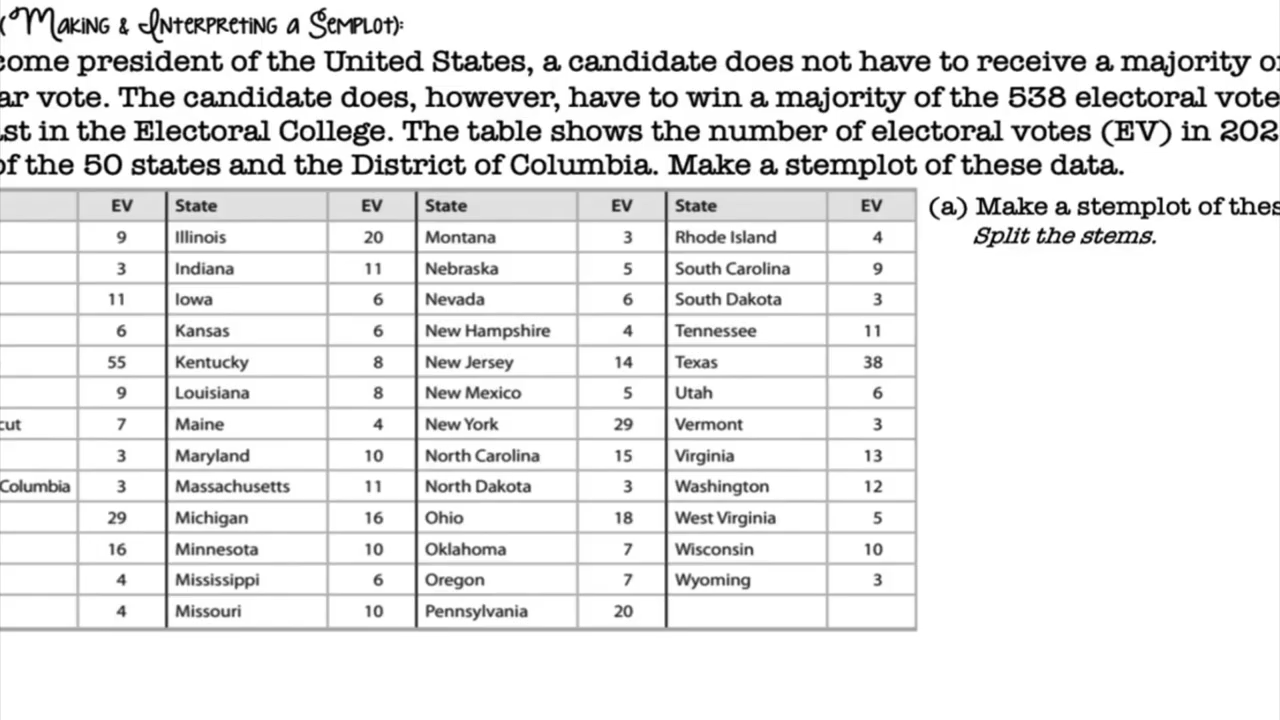 (Making & Interpreting a Semplot):
come president of the United States, a candidate does not have to receive a majority
ar vote. The candidate does, however, have to win a majority of the 538 electoral vote
st in the Electoral College. The table shows the number of electoral votes (EV) in 202
of the 50 states and the District of Columbia. Make a stemplot of these data.
EV State EV State EV State EV
(a) Make a stemplot of thes
9 Illinois 20 Montana 3 Rhode Island 4
Split the stems.
3 Indiana 11 Nebraska 5 South Carolina 9
11 Iowa 6 Nevada 6 South Dakota 3
6 Kansas 6 New Hampshire 4 Tennessee 11
55 Kentucky 8 New Jersey 14 Texas 38
9 Louisiana 8 New Mexico 5 Utah 6
cut 7 Maine 4 New York 29 Vermont 3
3 Maryland 10 North Carolina 15 Virginia 13
Columbia 3 Massachusetts 11 North Dakota 3 Washington 12
29 Michigan 16 Ohio 18 West Virginia 5
16 Minnesota 10 Oklahoma 7 Wisconsin 10
4 Mississippi 6 Oregon 7 Wyoming 3
4 Missouri 10 Pennsylvania 20